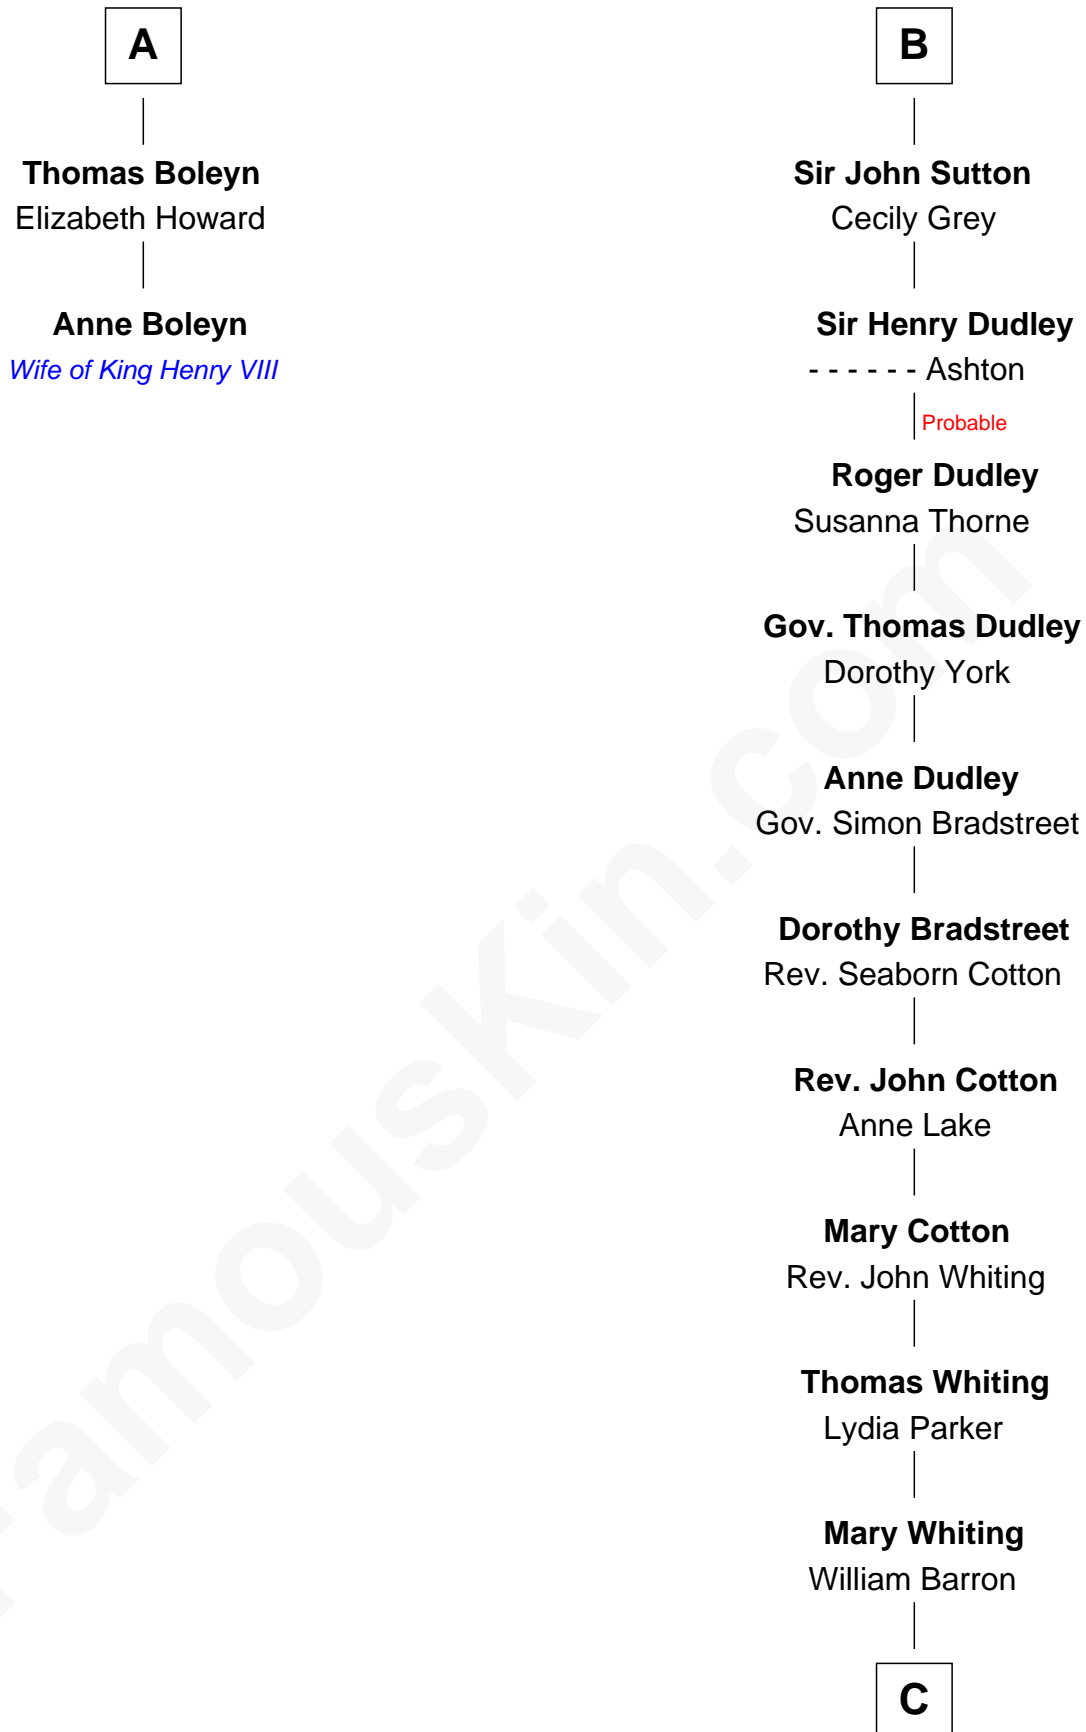 A
Thomas Boleyn
Elizabeth Howard
Anne Boleyn
Wife of King Henry VIII
B
Sir John Sutton
Cecily Grey
Sir Henry Dudley
- - - - - - Ashton
Probable
Roger Dudley
Susanna Thorne
Gov. Thomas Dudley
Dorothy York
Anne Dudley
Gov. Simon Bradstreet
Dorothy Bradstreet
Rev. Seaborn Cotton
Rev. John Cotton
Anne Lake
Mary Cotton
Rev. John Whiting
Thomas Whiting
Lydia Parker
Mary Whiting
William Barron
C
FamousKin.com